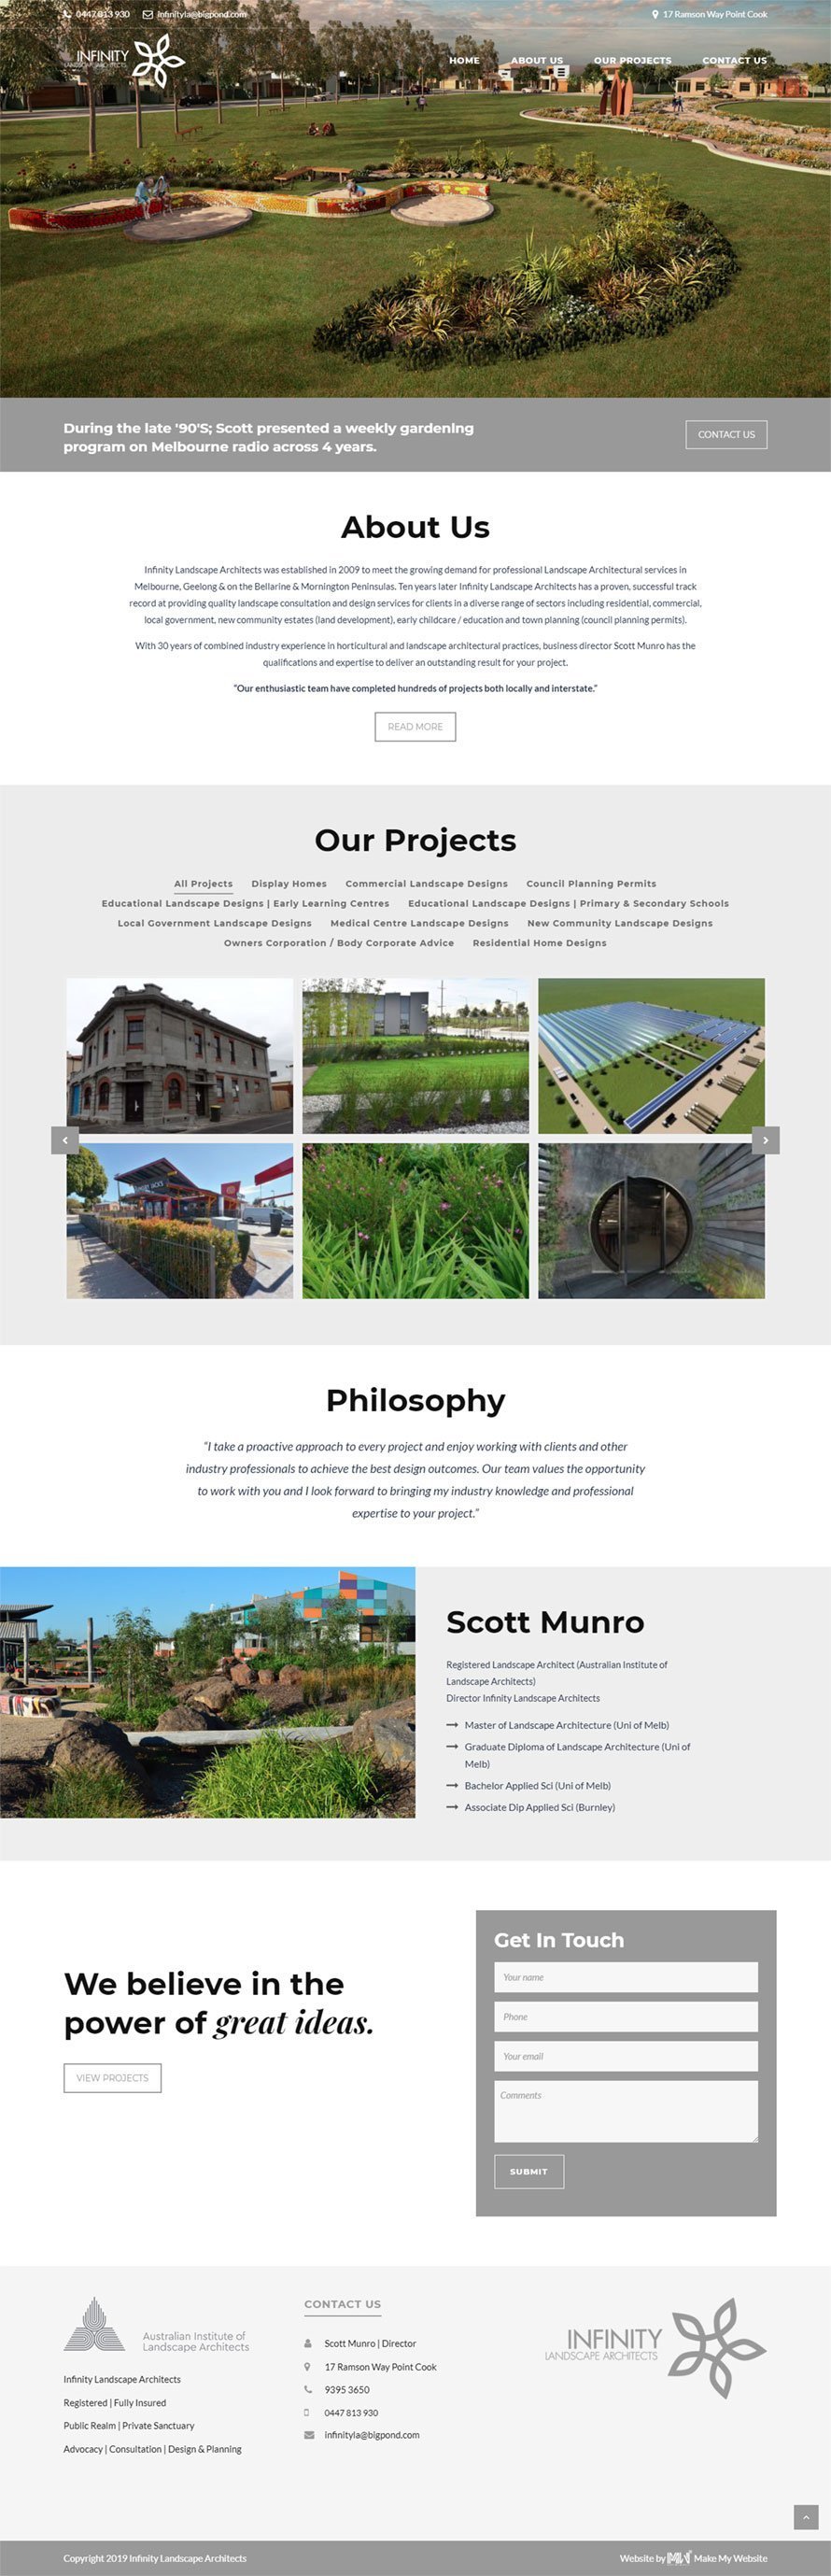 0447 813 930
infinityla@bigpond.com
17 Ramson Way Point Cook
INFINITY
LANDSCAPE ARCHITECTS
HOME
ABOUT US
OUR PROJECTS
CONTACT US
During the late '90'S; Scott presented a weekly gardening
program on Melbourne radio across 4 years.
CONTACT US
About Us
Infinity Landscape Architects was established in 2009 to meet the growing demand for professional Landscape Architectural services in
Melbourne, Geelong & on the Bellarine & Mornington Peninsulas. Ten years later Infinity Landscape Architects has a proven, successful track
record at providing quality landscape consultation and design services for clients in a diverse range of sectors including residential, commercial,
local government, new community estates (land development), early childcare / education and town planning (council planning permits).
With 30 years of combined industry experience in horticultural and landscape architectural practices, business director Scott Munro has the
qualifications and expertise to deliver an outstanding result for your project.
"Our enthusiastic team have completed hundreds of projects both locally and interstate."
READ MORE
Our Projects
All Projects
Display Homes
Commercial Landscape Designs
Council Planning Permits
Educational Landscape Designs | Early Learning Centres
Educational Landscape Designs | Primary & Secondary Schools
Local Government Landscape Designs
Medical Centre Landscape Designs
New Community Landscape Designs
Owners Corporation / Body Corporate Advice
Residential Home Designs
Philosophy
"I take a proactive approach to every project and enjoy working with clients and other
industry professionals to achieve the best design outcomes. Our team values the opportunity
to work with you and I look forward to bringing my industry knowledge and professional
expertise to your project."
Scott Munro
Registered Landscape Architect (Australian Institute of
Landscape Architects)
Director Infinity Landscape Architects
Master of Landscape Architecture (Uni of Melb)
Graduate Diploma of Landscape Architecture (Uni of
Melb)
Bachelor Applied Sci (Uni of Melb)
Associate Dip Applied Sci (Burnley)
We believe in the
power of great ideas.
VIEW PROJECTS
Get In Touch
Your name
Phone
Your email
Comments
SUBMIT
Australian Institute of
Landscape Architects
Infinity Landscape Architects
Registered | Fully Insured
Public Realm | Private Sanctuary
Advocacy | Consultation | Design & Planning
CONTACT US
Scott Munro | Director
17 Ramson Way Point Cook
9395 3650
0447 813 930
infinityla@bigpond.com
INFINITY
LANDSCAPE ARCHITECTS
Copyright 2019 Infinity Landscape Architects
Website by Make My Website